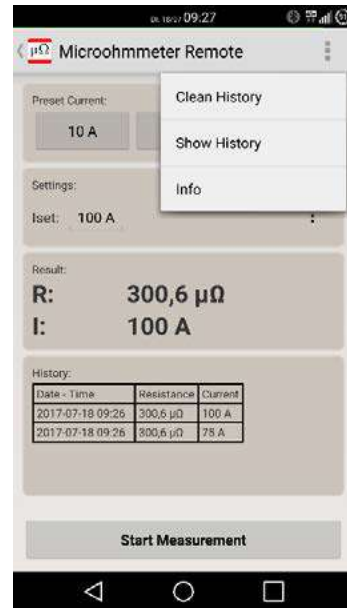 09:27
μΩ Microohmmeter Remote
Clean History
Show History
Info
Preset Current:
10 A
Settings:
Iset: 100 A
Result:
R: 300,6 μΩ
I: 100 A
History:
Date - Time Resistance Current
2017-07-18 09:26 300,6 μΩ 100 A
2017-07-18 09:26 300,6 μΩ 75 A
Start Measurement